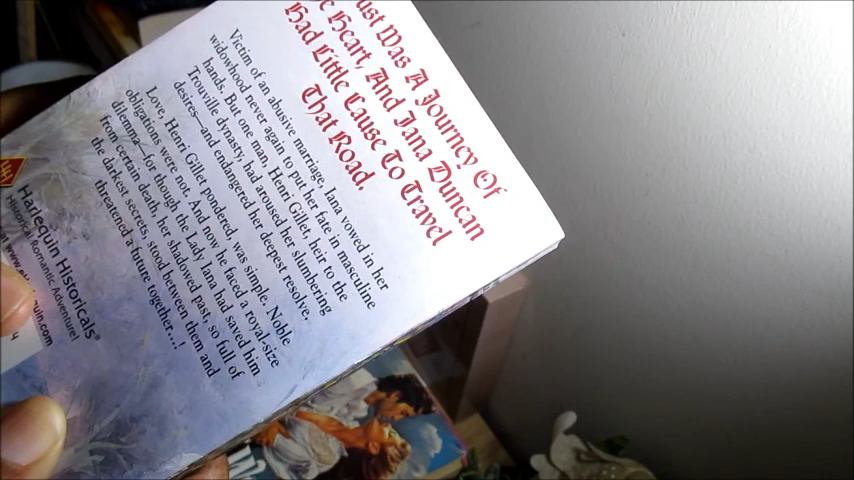 ust Was A Journey Of
e Heart, And Iana Duncan
Had Little Cause To Travel
That Road.
Victim of an abusive marriage, Iana vowed in her
widowhood never again to put her fate in masculine
hands. But one man, Henri Gillet, heir to the
Trouville dynasty, had aroused her slumbering
desires—and endangered her deepest resolve.
Love, Henri Gillet pondered, was simple. Noble
obligations were not. And now he faced a royal-size
dilemma—for though the Lady Iana had saved him
from certain death, her shadowed past, so full of
the darkest secrets, stood between them and
threatened a future together…!
Harlequin Historicals®
Historical Romantic Adventure!